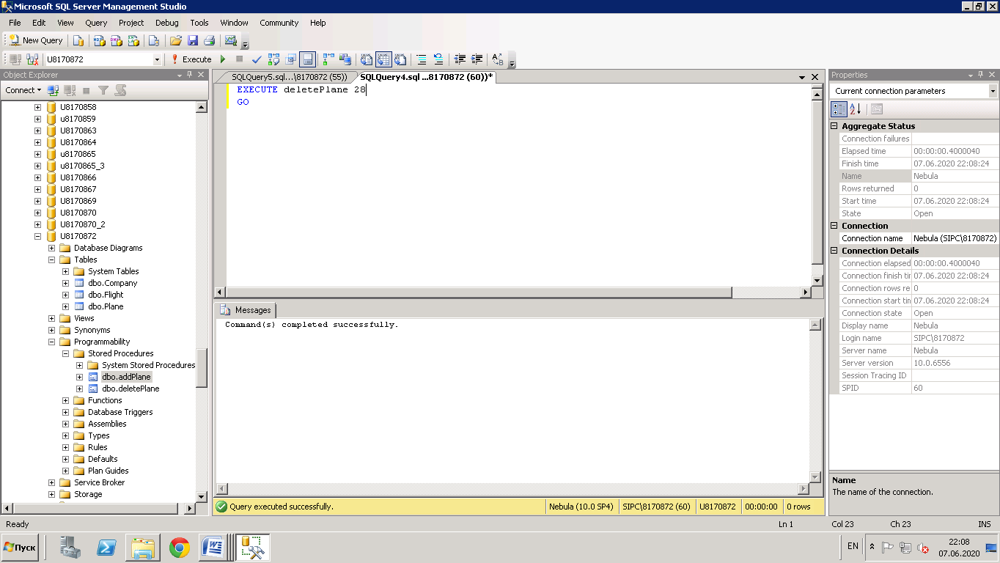 Microsoft SQL Server Management Studio
File Edit View Query Project Debug Tools Window Community Help
New Query
U8170872 Execute
Object Explorer
Connect
U8170858
u8170859
U8170863
U8170864
u8170865
u8170865_3
U8170866
U8170867
U8170869
U8170870
U8170870_2
U8170872
Database Diagrams
Tables
System Tables
dbo.Company
dbo.Flight
dbo.Plane
Views
Synonyms
Programmability
Stored Procedures
System Stored Procedures
dbo.addPlane
dbo.deletePlane
Functions
Database Triggers
Assemblies
Types
Rules
Defaults
Plan Guides
Service Broker
Storage
SQLQuery5.sql...\8170872 (55)) SQLQuery4.sql ...8170872 (60))*
EXECUTE deletePlane 28
GO
Messages
Command(s) completed successfully.
Query executed successfully. Nebula (10.0 SP4) SIPC\8170872 (60) U8170872 00:00:00 0 rows
Properties
Current connection parameters
Aggregate Status
Connection failures
Elapsed time 00:00:00.4000040
Finish time 07.06.2020 22:08:24
Name Nebula
Rows returned 0
Start time 07.06.2020 22:08:24
State Open
Connection
Connection name Nebula (SIPC\8170872)
Connection Details
Connection elapsed 00:00:00.4000040
Connection finish tir 07.06.2020 22:08:24
Connection rows re 0
Connection start tin 07.06.2020 22:08:24
Connection state Open
Display name Nebula
Login name SIPC\8170872
Server name Nebula
Server version 10.0.6556
Session Tracing ID
SPID 60
Name
The name of the connection.
Ready Ln 1 Col 23 Ch 23 INS
Пуск EN 22:08
07.06.2020